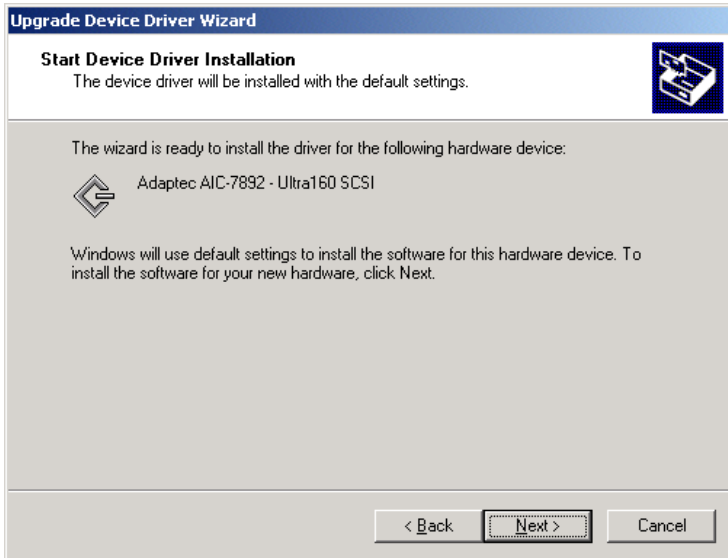 Upgrade Device Driver Wizard
Start Device Driver Installation
The device driver will be installed with the default settings.
The wizard is ready to install the driver for the following hardware device:
Adaptec AIC-7892 - Ultra160 SCSI
Windows will use default settings to install the software for this hardware device. To
install the software for your new hardware, click Next.
< Back Next > Cancel